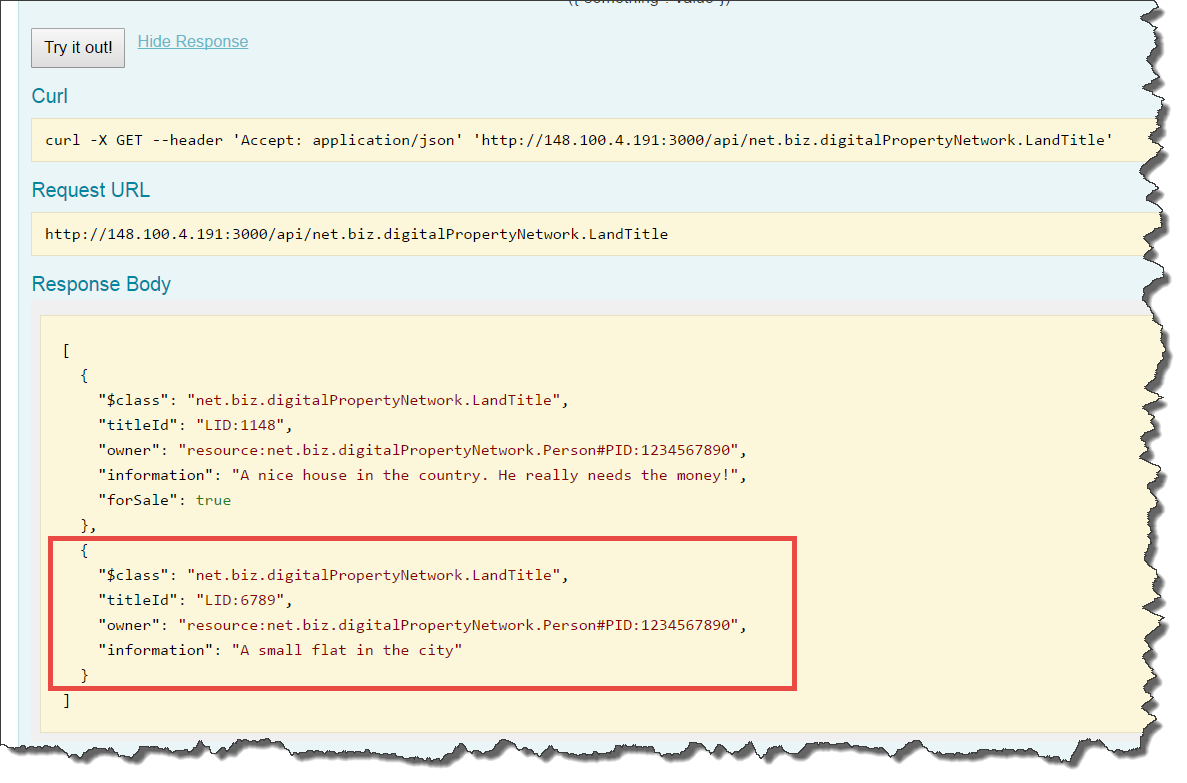 Try it out! Hide Response
Curl
curl -X GET --header 'Accept: application/json' 'http://148.100.4.191:3000/api/net.biz.digitalPropertyNetwork.LandTitle'
Request URL
http://148.100.4.191:3000/api/net.biz.digitalPropertyNetwork.LandTitle
Response Body
[
{
"$class": "net.biz.digitalPropertyNetwork.LandTitle",
"titleId": "LID:1148",
"owner": "resource:net.biz.digitalPropertyNetwork.Person#PID:1234567890",
"information": "A nice house in the country. He really needs the money!",
"forSale": true
},
{
"$class": "net.biz.digitalPropertyNetwork.LandTitle",
"titleId": "LID:6789",
"owner": "resource:net.biz.digitalPropertyNetwork.Person#PID:1234567890",
"information": "A small flat in the city"
}
]